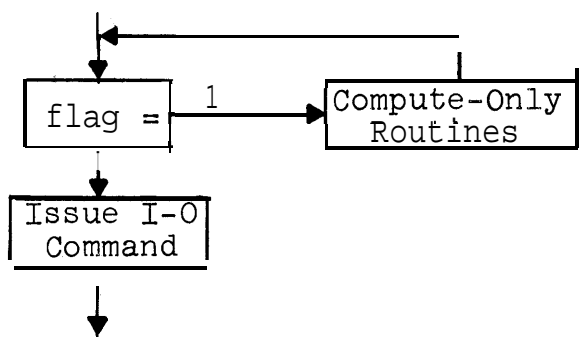 flag =
1
Compute-Only
Routines
Issue I-O
Command